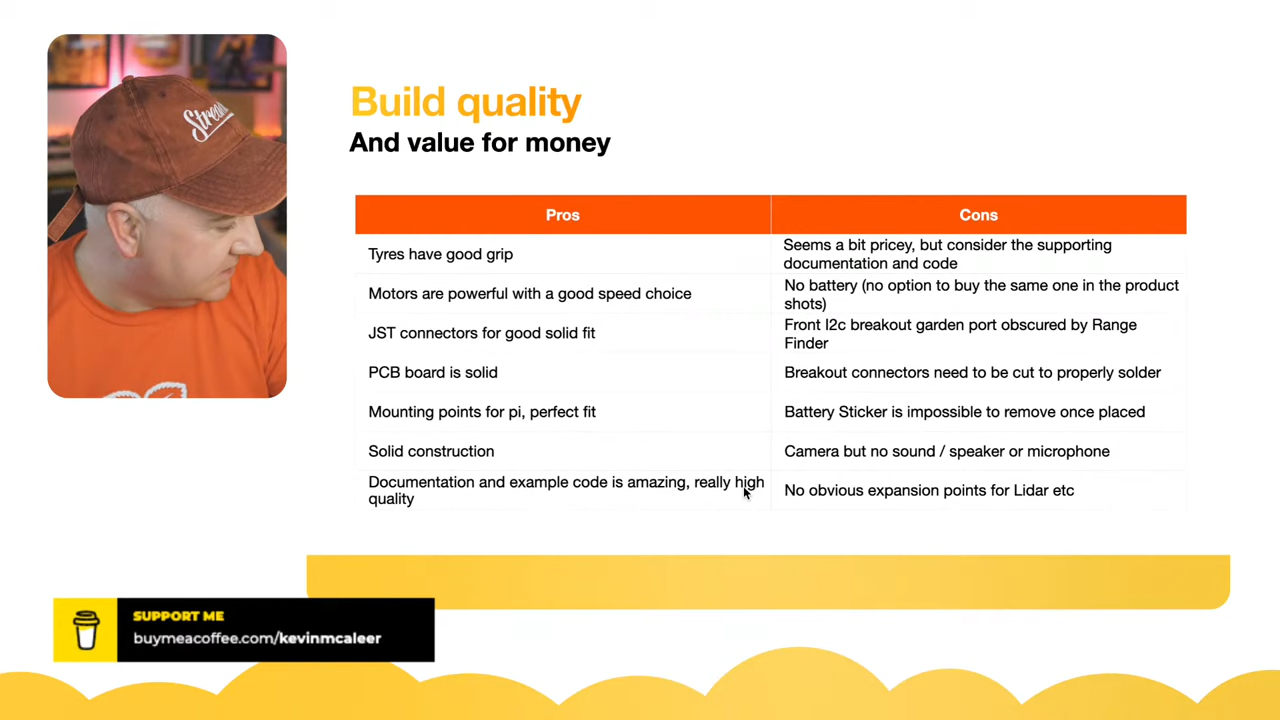 Build quality
And value for money
Pros
Cons
Tyres have good grip
Seems a bit pricey, but consider the supporting
documentation and code
Motors are powerful with a good speed choice
No battery (no option to buy the same one in the product
shots)
JST connectors for good solid fit
Front I2c breakout garden port obscured by Range
Finder
PCB board is solid
Breakout connectors need to be cut to properly solder
Mounting points for pi, perfect fit
Battery Sticker is impossible to remove once placed
Solid construction
Camera but no sound / speaker or microphone
Documentation and example code is amazing, really high
quality
No obvious expansion points for Lidar etc
SUPPORT ME
buymeacoffee.com/kevinmcaleer